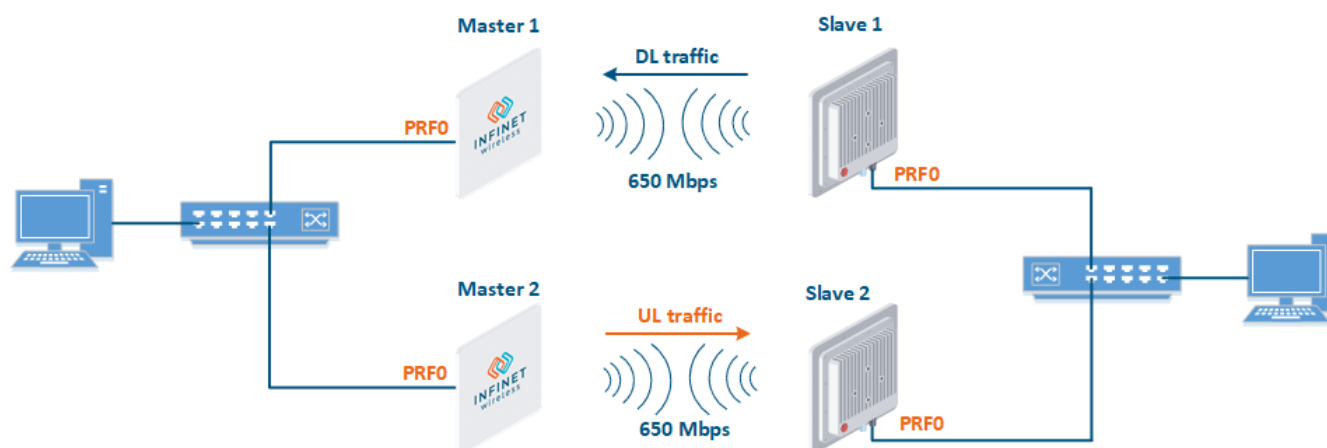 Master 1
Slave 1
DL traffic
PRF0
INFINET
wireless
650 Mbps
PRF0
Master 2
Slave 2
UL traffic
PRF0
INFINET
wireless
650 Mbps
PRF0